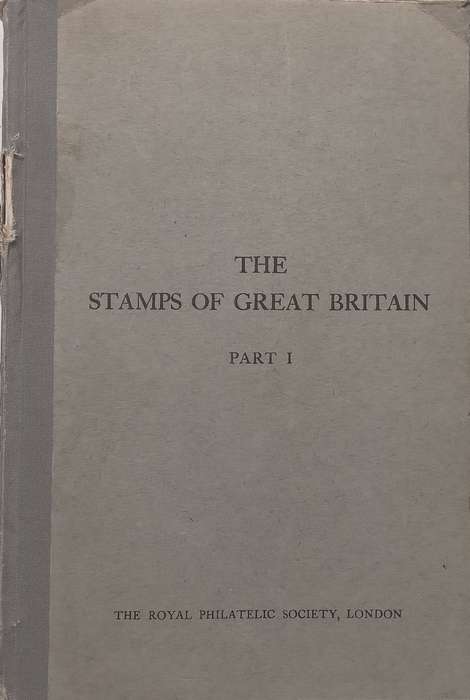 THE
STAMPS OF GREAT BRITAIN
PART I
THE ROYAL PHILATELIC SOCIETY, LONDON